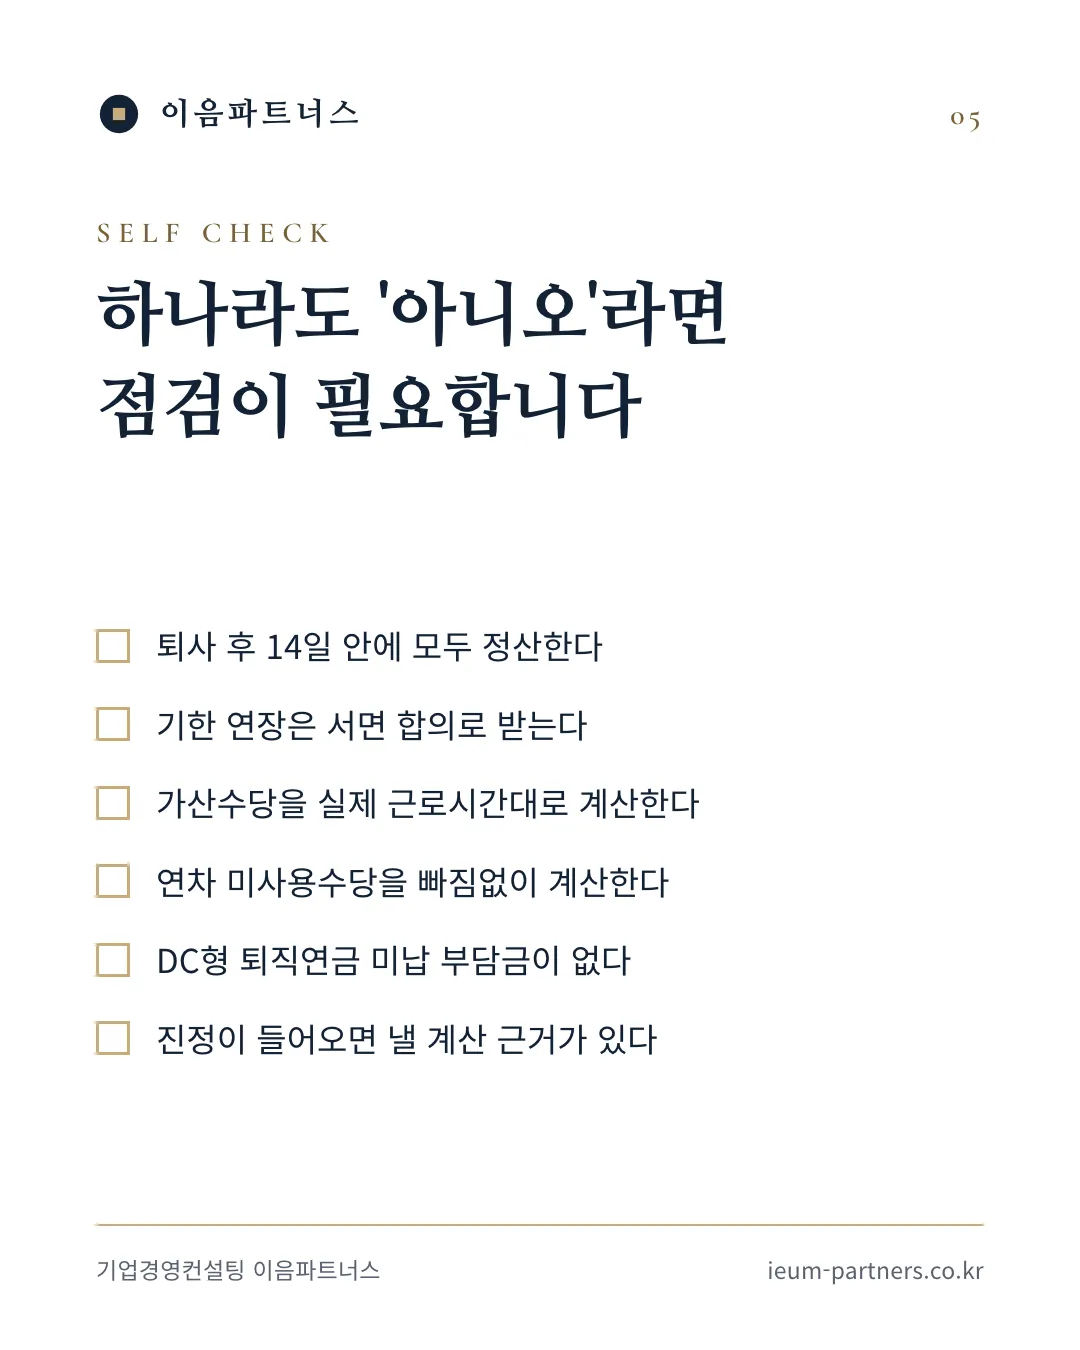 이음파트너스
05
SELF CHECK
하나라도 '아니오'라면
점검이 필요합니다
퇴사 후 14일 안에 모두 정산한다
기한 연장은 서면 합의로 받는다
가산수당을 실제 근로시간대로 계산한다
연차 미사용수당을 빠짐없이 계산한다
DC형 퇴직연금 미납 부담금이 없다
진정이 들어오면 낼 계산 근거가 있다
기업경영컨설팅 이음파트너스
ieum-partners.co.kr